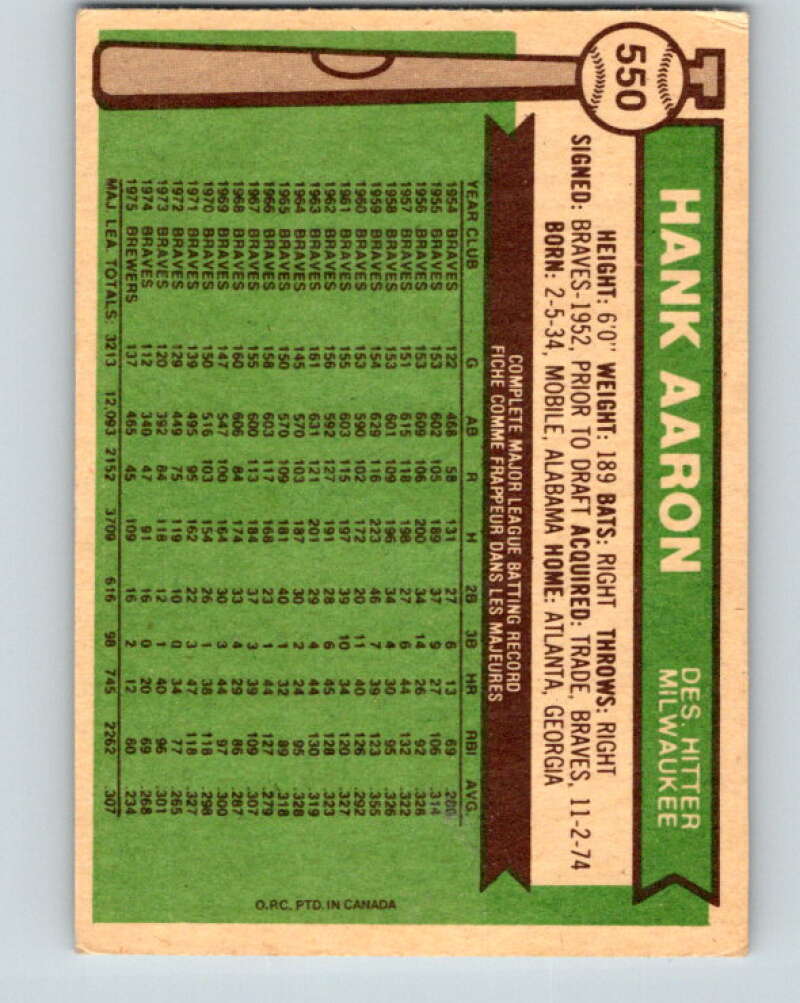 550
HANK AARON
DES. HITTER
MILWAUKEE
HEIGHT: 6'0" WEIGHT: 189 BATS: RIGHT THROWS: RIGHT
SIGNED: BRAVES-1952, PRIOR TO DRAFT ACQUIRED: TRADE, BRAVES, 11-2-74
BORN: 2-5-34, MOBILE, ALABAMA HOME: ATLANTA, GEORGIA
COMPLETE MAJOR LEAGUE BATTING RECORD
FICHE COMME FRAPPEUR DANS LES MAJEURES
YEAR CLUB G AB R H 2B 3B HR RBI AVG.
1954 BRAVES 122 468 58 131 27 6 13 69 .280
1955 BRAVES 153 602 105 189 37 9 27 106 .314
1956 BRAVES 153 609 106 200 34 14 26 92 .328
1957 BRAVES 151 615 118 198 27 6 44 132 .322
1958 BRAVES 153 601 109 196 34 4 30 95 .326
1959 BRAVES 154 629 116 223 46 7 39 123 .355
1960 BRAVES 153 590 102 172 20 11 40 126 .292
1961 BRAVES 155 603 115 197 39 10 34 120 .327
1962 BRAVES 156 592 127 191 28 6 45 128 .323
1963 BRAVES 161 631 121 201 29 4 44 130 .319
1964 BRAVES 145 570 103 187 30 2 24 95 .328
1965 BRAVES 150 570 109 181 40 1 32 89 .318
1966 BRAVES 158 603 117 168 23 1 44 127 .279
1967 BRAVES 155 600 113 184 37 3 39 109 .307
1968 BRAVES 160 606 84 174 33 4 29 86 .287
1969 BRAVES 147 547 100 164 30 3 44 97 .300
1970 BRAVES 150 516 103 154 26 1 38 118 .298
1971 BRAVES 139 495 95 162 22 3 47 118 .327
1972 BRAVES 129 449 75 119 10 0 34 77 .265
1973 BRAVES 120 392 84 118 12 1 40 96 .301
1974 BRAVES 112 340 47 91 16 0 20 69 .268
1975 BREWERS 137 465 45 109 16 2 12 60 .234
MAJ LEA TOTALS: 3213 12,093 2152 3709 616 98 745 2262 .307
O.P.C. PTD. IN CANADA